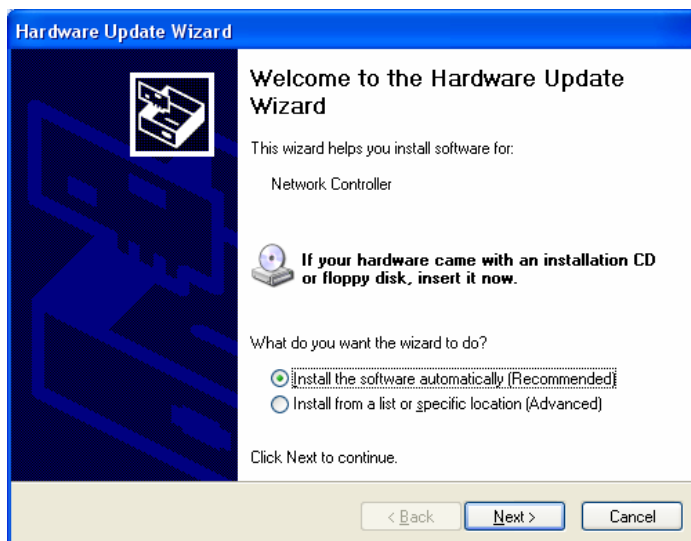 Hardware Update Wizard
Welcome to the Hardware Update
Wizard
This wizard helps you install software for:
Network Controller
If your hardware came with an installation CD
or floppy disk, insert it now.
What do you want the wizard to do?
Install the software automatically (Recommended)
Install from a list or specific location (Advanced)
Click Next to continue.
< Back
Next >
Cancel